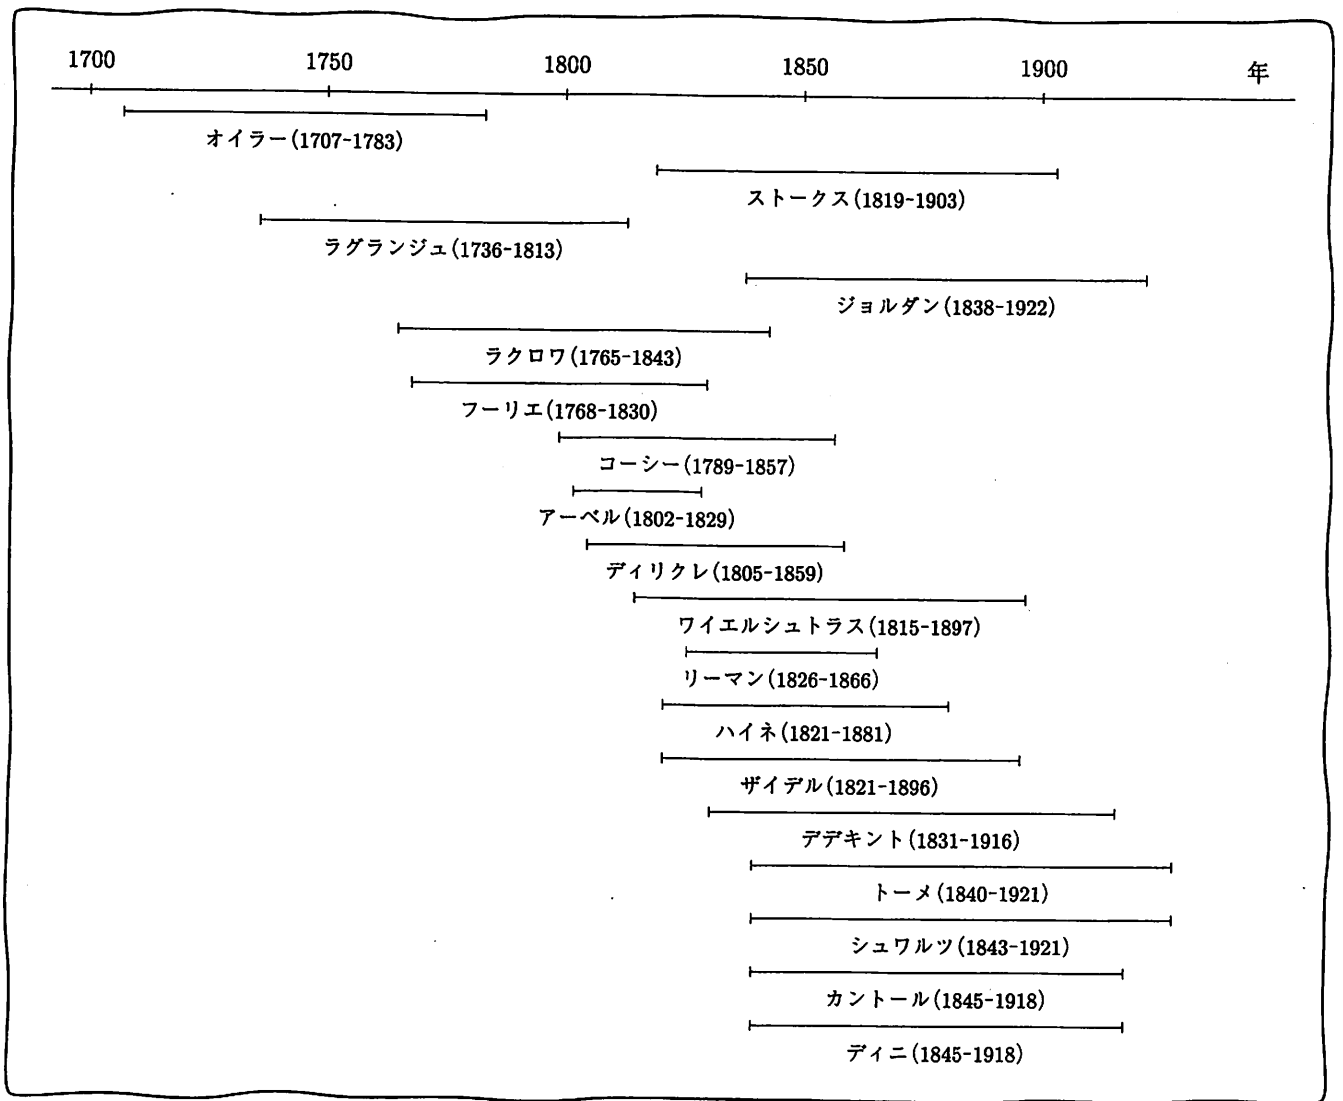 1700 1750 1800 1850 1900 年
オイラー(1707-1783)
ストークス(1819-1903)
ラグランジュ(1736-1813)
ジョルダン(1838-1922)
ラクロワ(1765-1843)
フーリエ(1768-1830)
コーシー(1789-1857)
アーベル(1802-1829)
ディリクレ(1805-1859)
ワイエルシュトラス(1815-1897)
リーマン(1826-1866)
ハイネ(1821-1881)
ザイデル(1821-1896)
デデキント(1831-1916)
トーメ(1840-1921)
シュワルツ(1843-1921)
カントール(1845-1918)
ディニ(1845-1918)